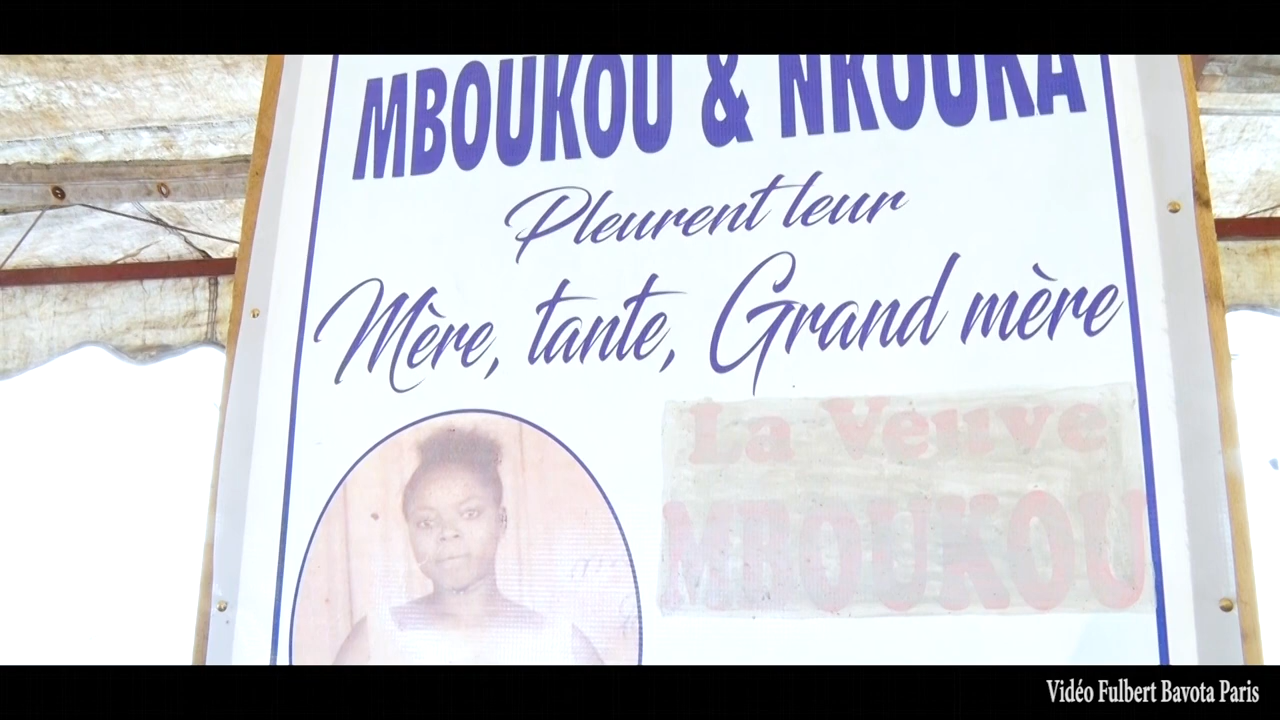 MBOUKOU & NKOUKA
Pleurent leur
Mère, tante, Grand mère
La Veuve
MBOUKOU
Vidéo Fulbert Bavota Paris